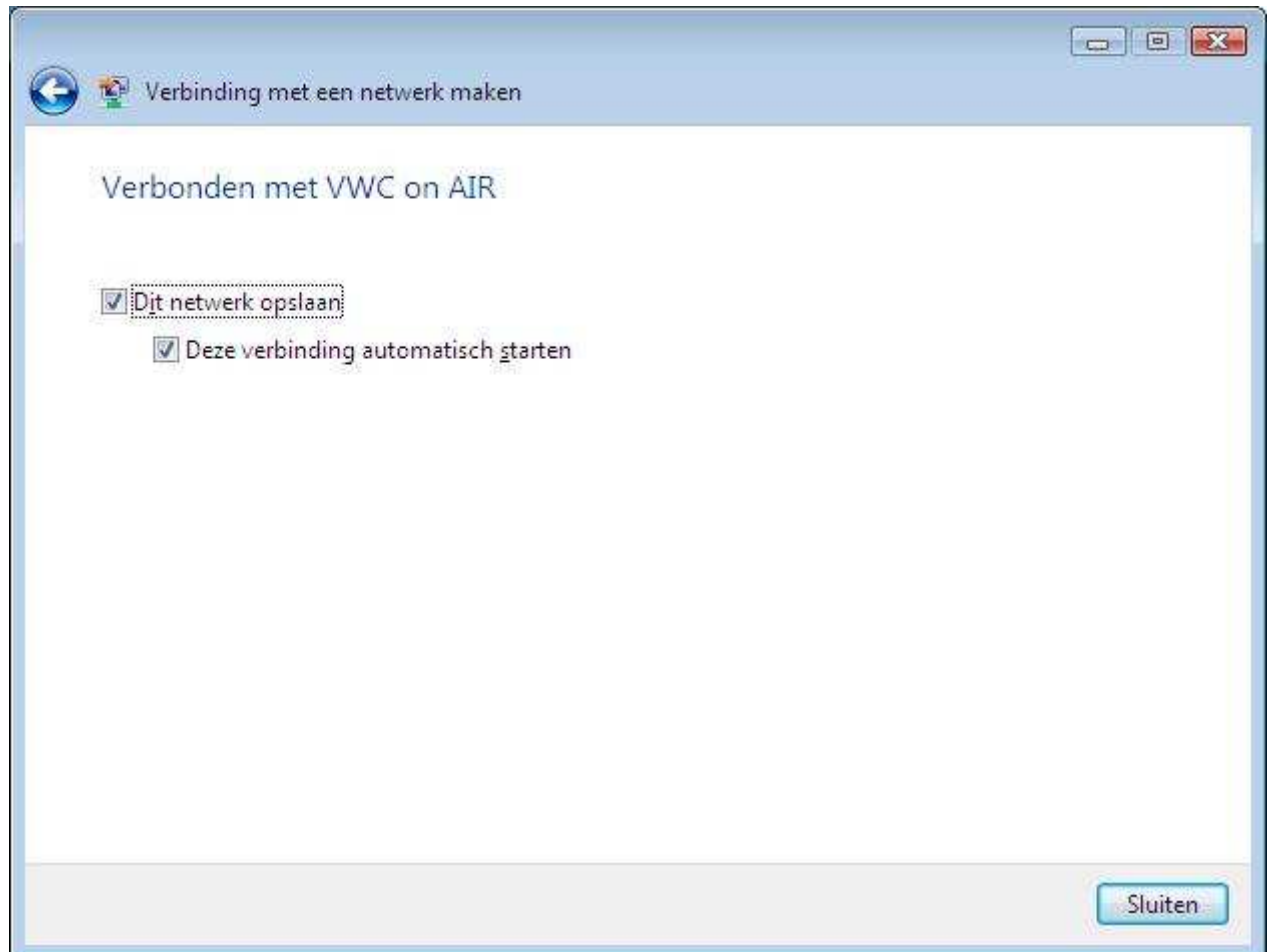 Verbinding met een netwerk maken
Verbonden met VWC on AIR
Dit netwerk opslaan
Deze verbinding automatisch starten
Sluiten